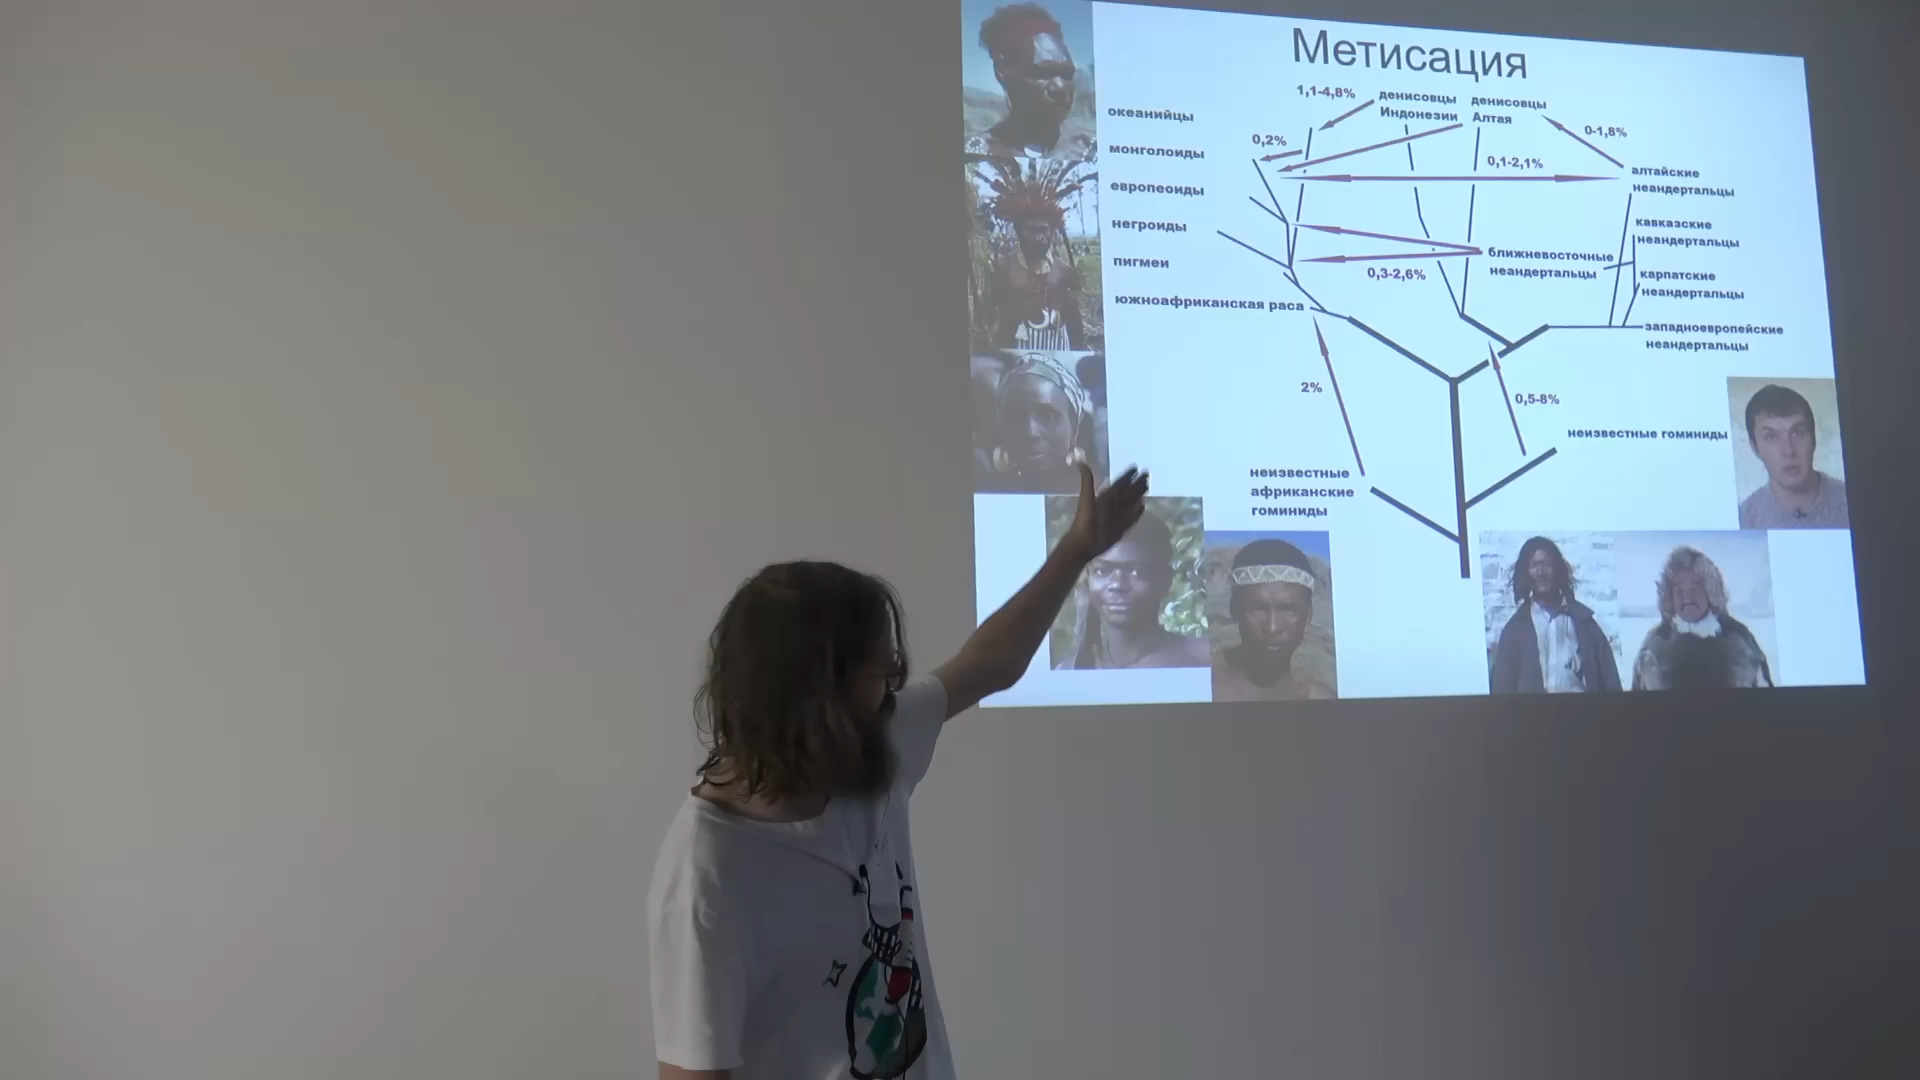 Метисация
1,1-4,8%
денисовцы
Индонезии
денисовцы
Алтая
0-1,8%
океанийцы
0,2%
монголоиды
0,1-2,1%
алтайские
неандертальцы
европеоиды
негроиды
кавказские
неандертальцы
ближневосточные
неандертальцы
0,3-2,6%
пигмеи
карпатские
неандертальцы
южноафриканская раса
западноевропейские
неандертальцы
2%
0,5-8%
неизвестные гоминиды
неизвестные
африканские
гоминиды